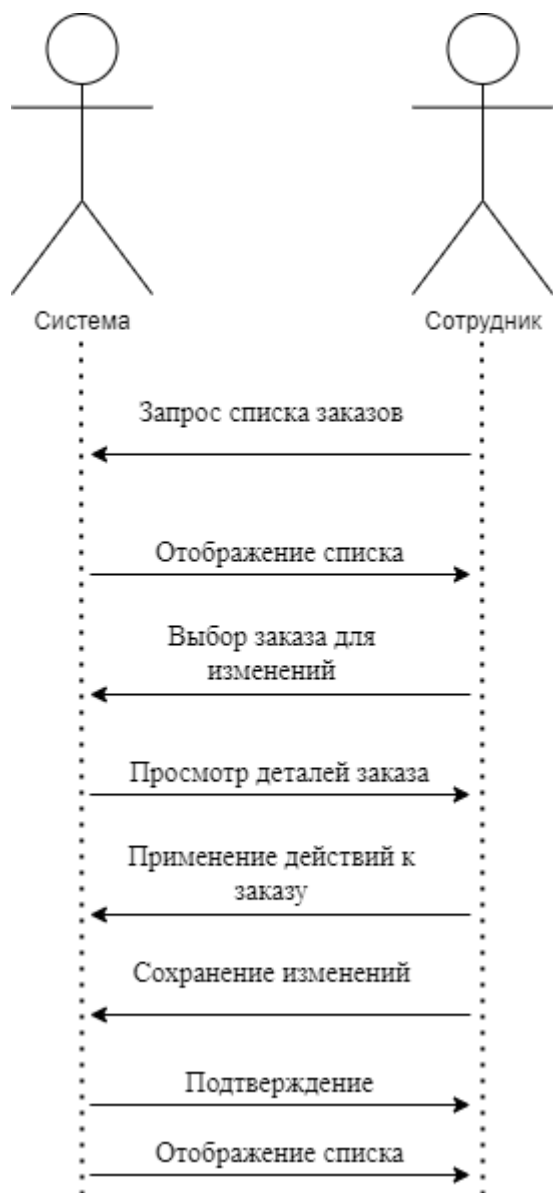 Система
Сотрудник
Запрос списка заказов
Отображение списка
Выбор заказа для
изменений
Просмотр деталей заказа
Применение действий к
заказу
Сохранение изменений
Подтверждение
Отображение списка